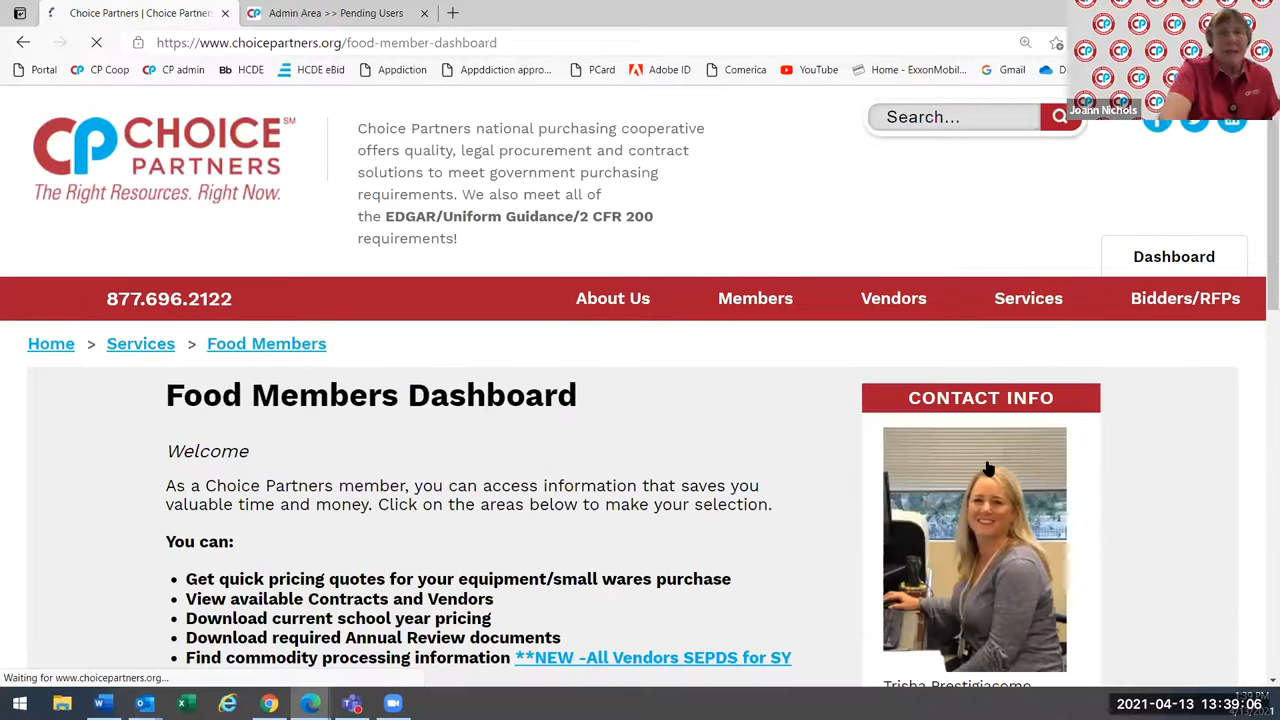 Choice Partners | Choice Partner
Admin Area >> Pending Users
https://www.choicepartners.org/food-member-dashboard
Portal
CP Coop
CP admin
HCDE
HCDE eBid
Appdiction
Appddiction appro...
PCard
Adobe ID
Comerica
YouTube
Home - ExxonMobil...
Gmail
Joann Nichols
CP CHOICE PARTNERS SM
The Right Resources. Right Now.
Choice Partners national purchasing cooperative
offers quality, legal procurement and contract
solutions to meet government purchasing
requirements. We also meet all of
the EDGAR/Uniform Guidance/2 CFR 200
requirements!
Search...
Dashboard
877.696.2122
About Us
Members
Vendors
Services
Bidders/RFPs
Home > Services > Food Members
Food Members Dashboard
Welcome
As a Choice Partners member, you can access information that saves you
valuable time and money. Click on the areas below to make your selection.
You can:
• Get quick pricing quotes for your equipment/small wares purchase
• View available Contracts and Vendors
• Download current school year pricing
• Download required Annual Review documents
• Find commodity processing information **NEW -All Vendors SEPDS for SY
CONTACT INFO
Trisha Prestigiacomo
Waiting for www.choicepartners.org...
2021-04-13 13:39:06